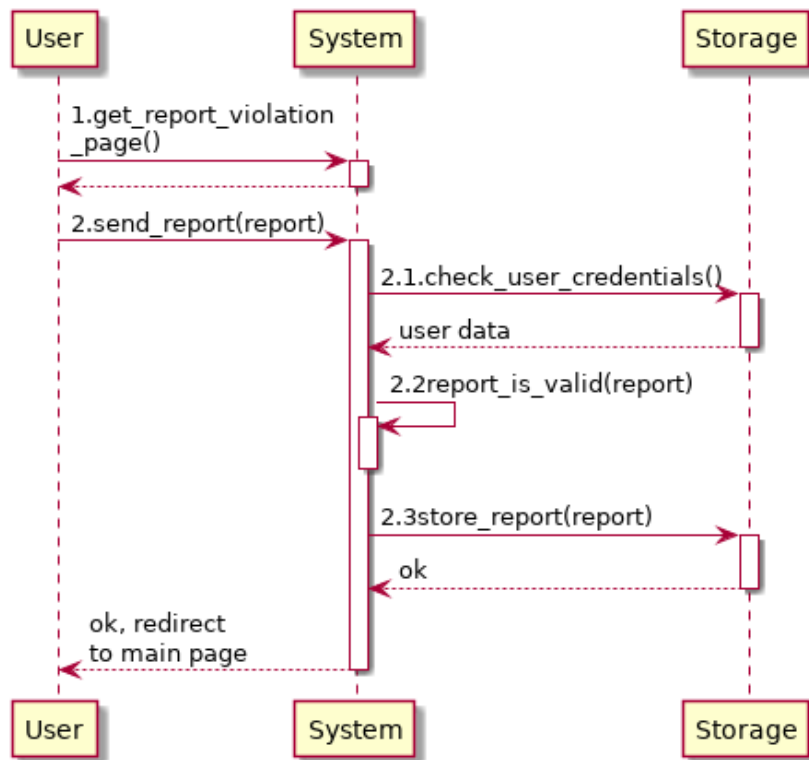 User
System
Storage
1.get_report_violation
_page()
2.send_report(report)
2.1.check_user_credentials()
user data
2.2report_is_valid(report)
2.3store_report(report)
ok
ok, redirect
to main page
User
System
Storage